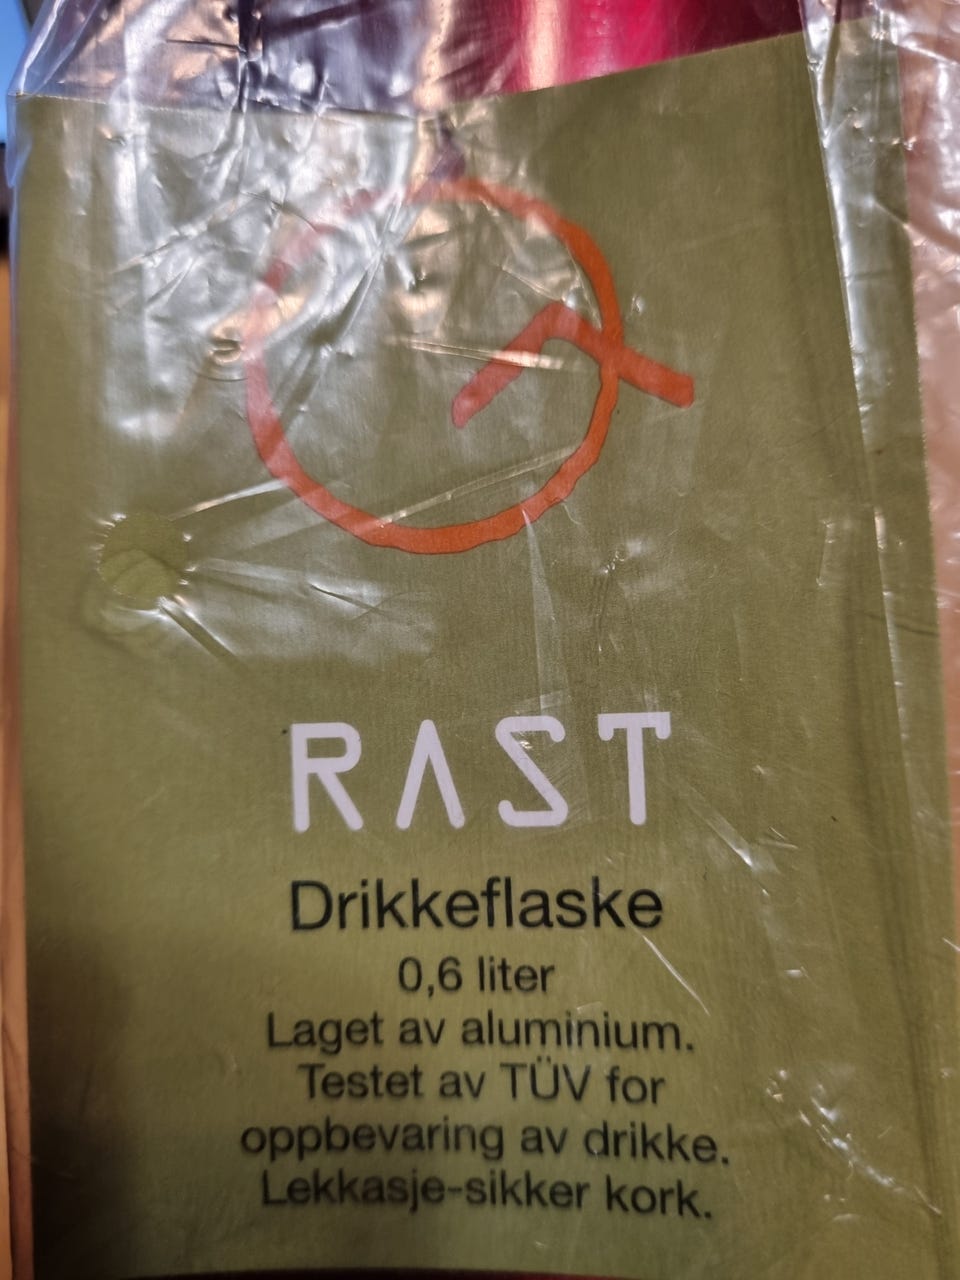 RAST
Drikkeflaske
0,6 liter
Laget av aluminium.
Testet av TÜV for
oppbevaring av drikke.
Lekkasje-sikker kork.